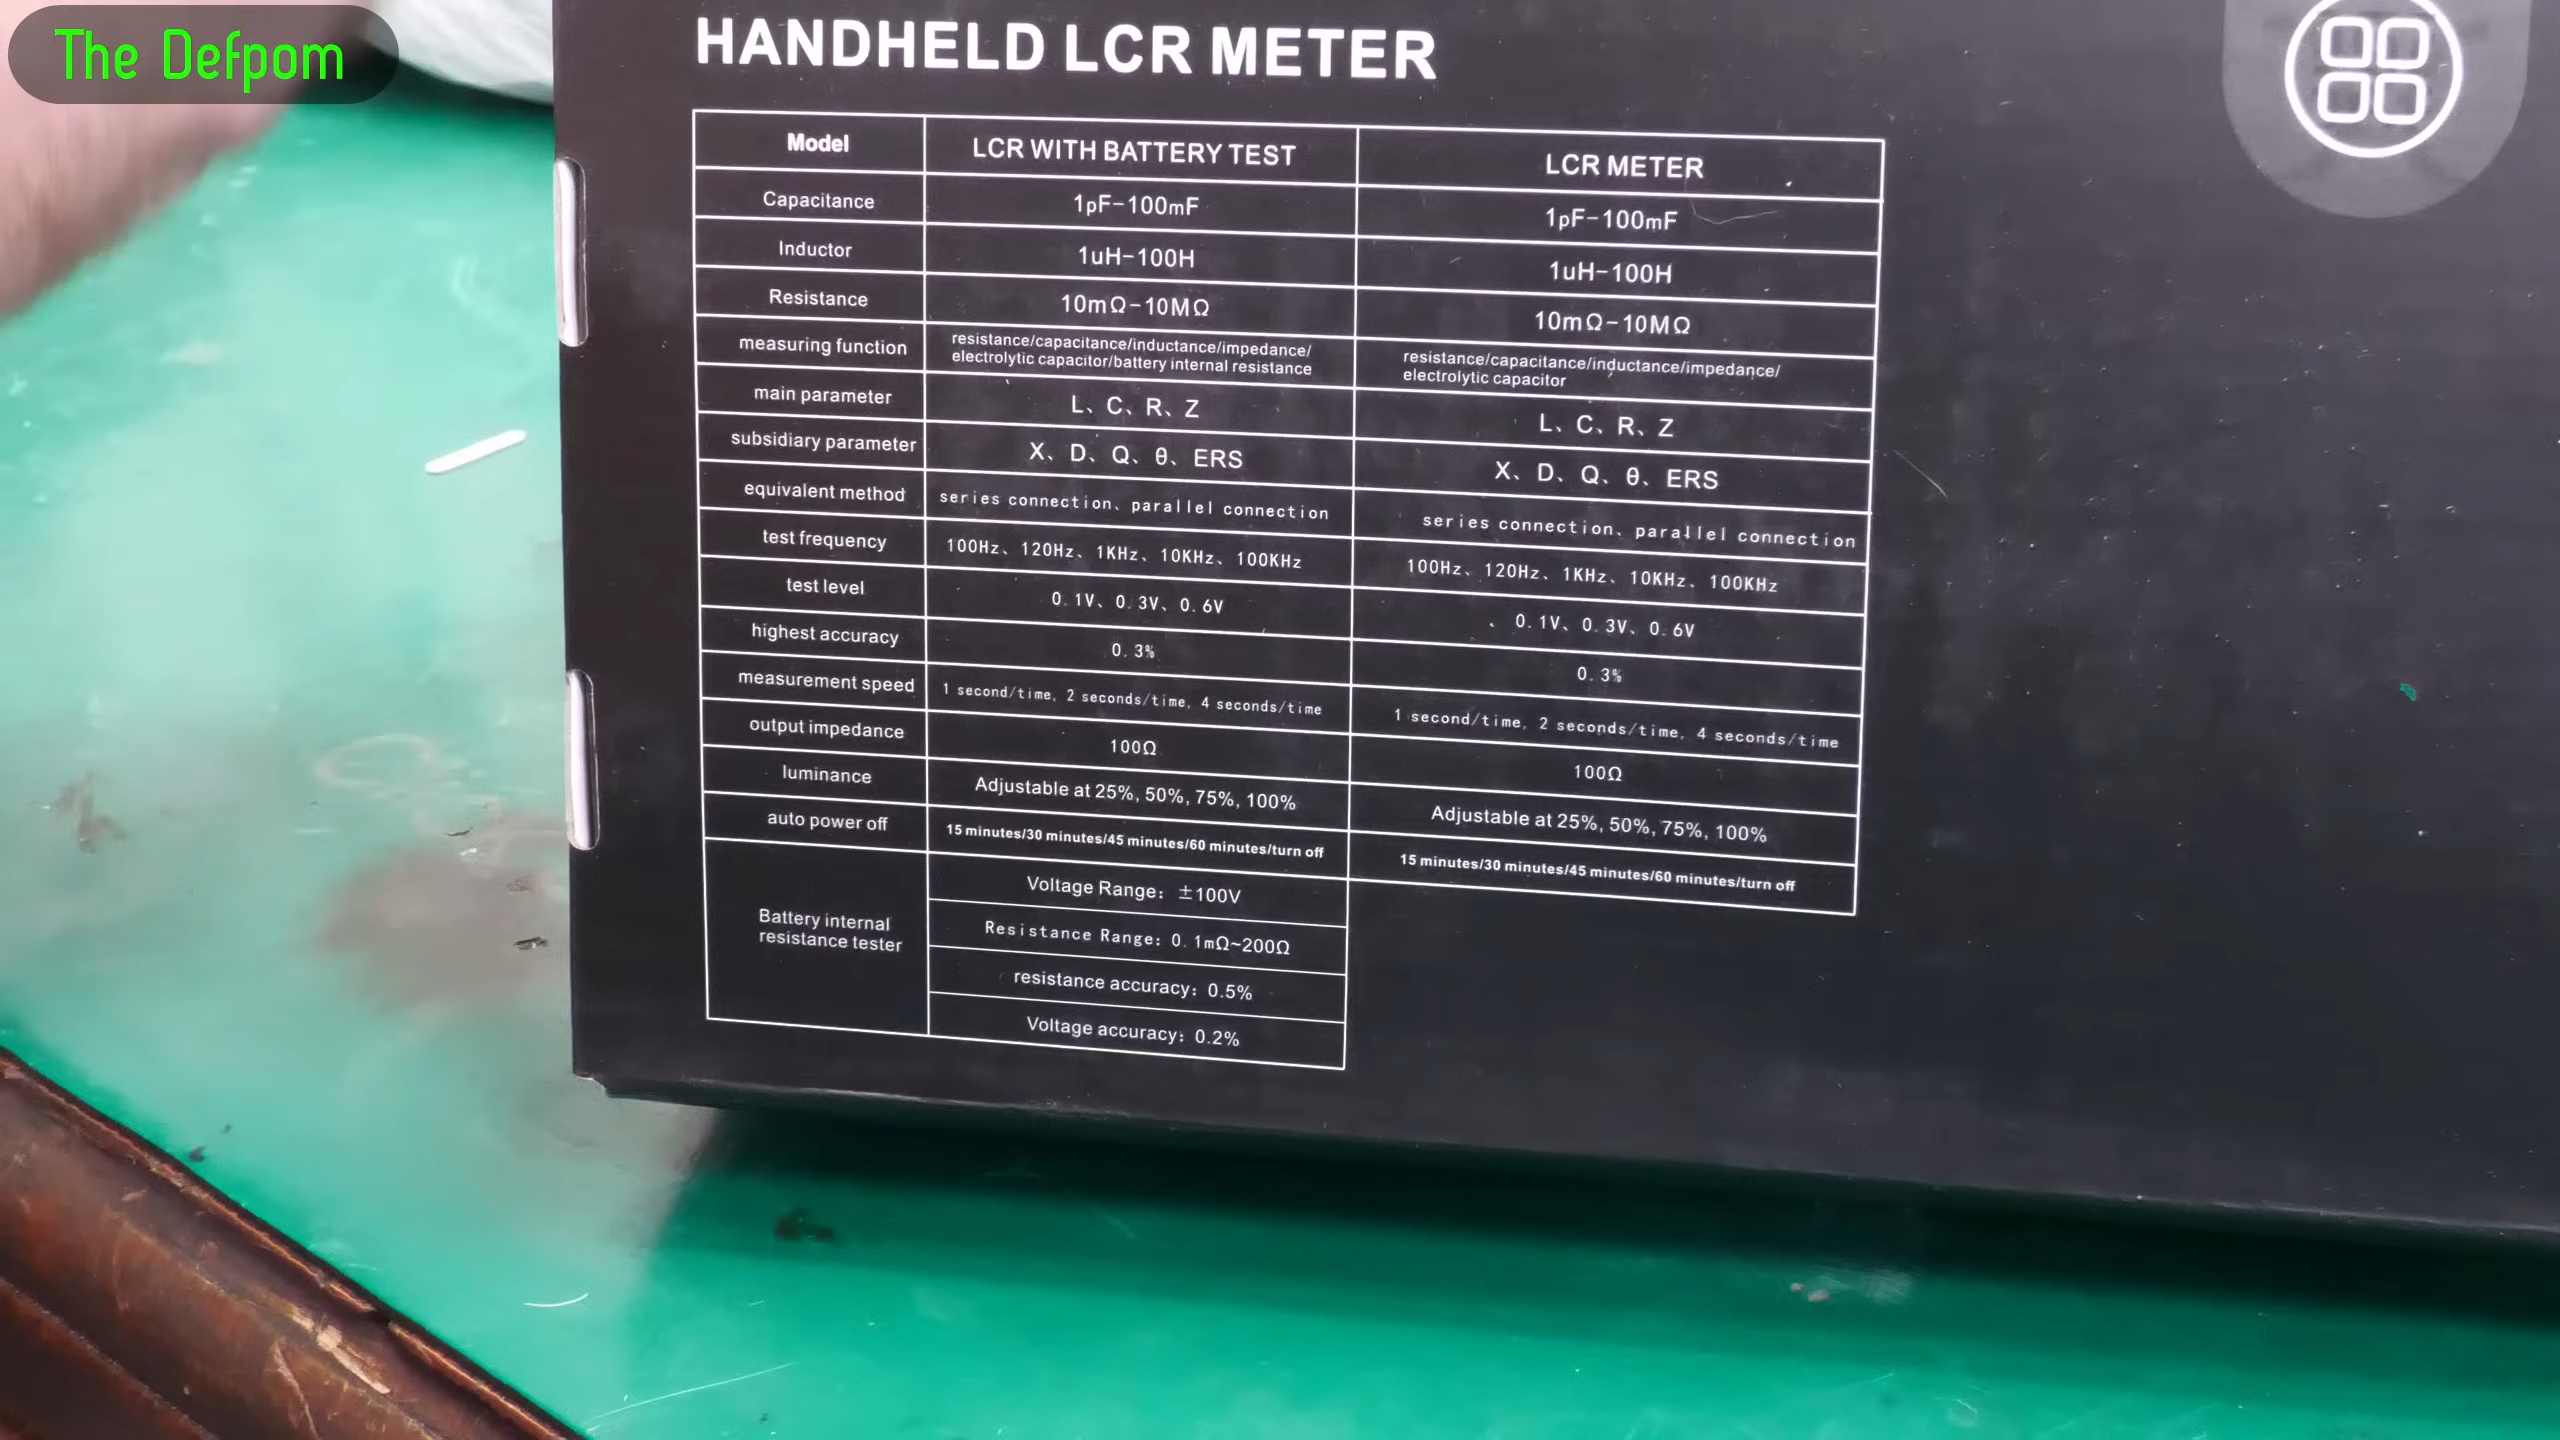 The Defpom
HANDHELD LCR METER
Model LCR WITH BATTERY TEST LCR METER
Capacitance 1pF-100mF 1pF-100mF
Inductor 1uH-100H 1uH-100H
Resistance 10mΩ-10MΩ 10mΩ-10MΩ
measuring function
resistance/capacitance/inductance/impedance/
electrolytic capacitor/battery internal resistance
resistance/capacitance/inductance/impedance/
electrolytic capacitor
main parameter L、C、R、Z L、C、R、Z
subsidiary parameter X、D、Q、θ、ERS X、D、Q、θ、ERS
equivalent method series connection、parallel connection series connection、parallel connection
test frequency 100Hz、120Hz、1KHz、10KHz、100KHz 100Hz、120Hz、1KHz、10KHz、100KHz
test level 0.1V、0.3V、0.6V 0.1V、0.3V、0.6V
highest accuracy 0.3% 0.3%
measurement speed 1 second/time, 2 seconds/time, 4 seconds/time 1 second/time, 2 seconds/time, 4 seconds/time
output impedance 100Ω 100Ω
luminance Adjustable at 25%, 50%, 75%, 100% Adjustable at 25%, 50%, 75%, 100%
auto power off 15 minutes/30 minutes/45 minutes/60 minutes/turn off 15 minutes/30 minutes/45 minutes/60 minutes/turn off
Battery internal
resistance tester
Voltage Range: ±100V
Resistance Range: 0.1mΩ~200Ω
resistance accuracy: 0.5%
Voltage accuracy: 0.2%